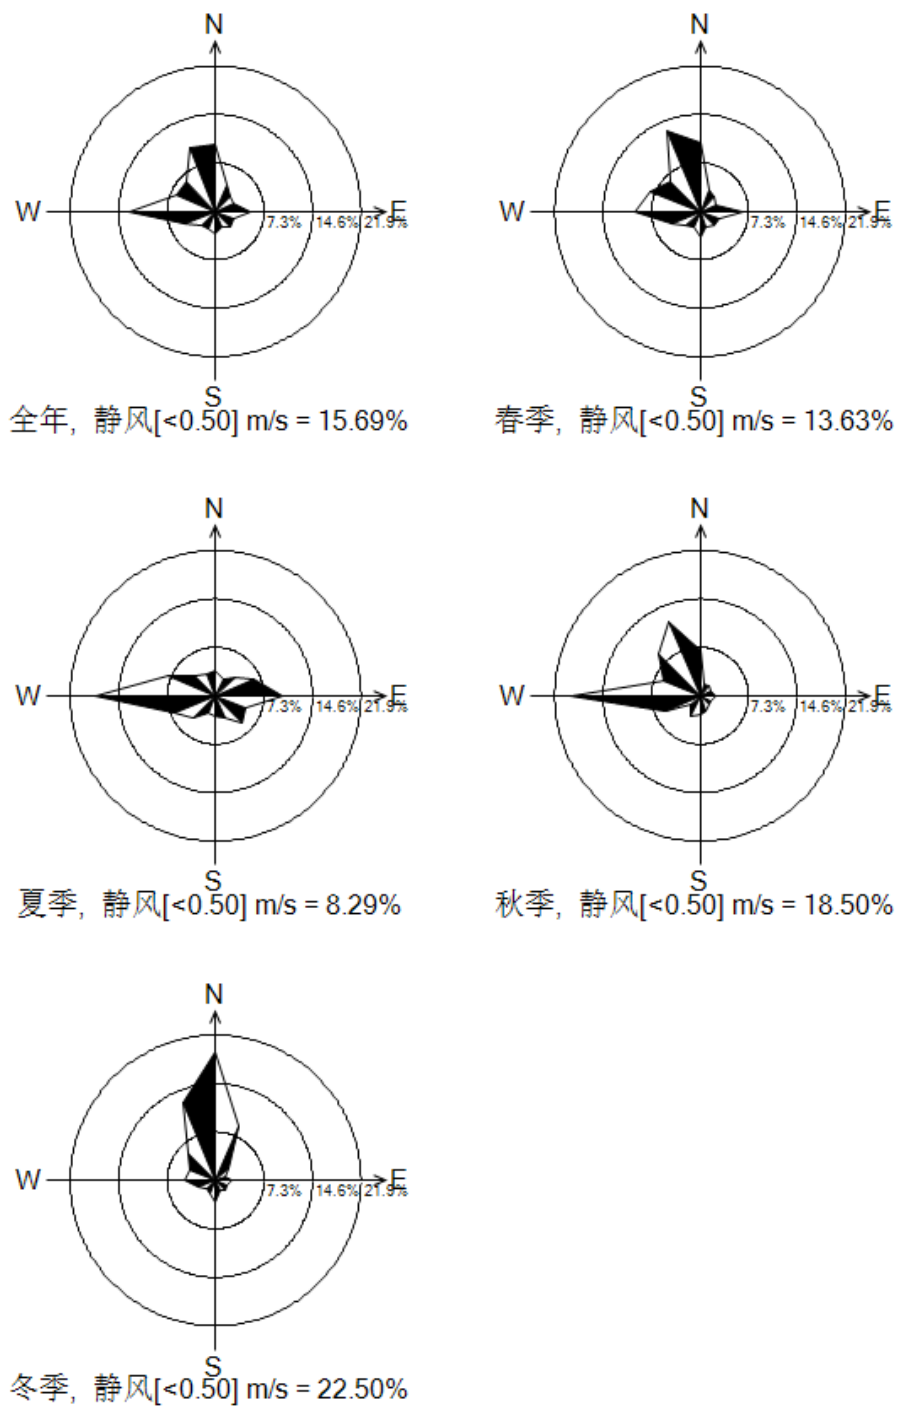 N
W
7.3% 14.6% 21.9%
E
S
全年, 静风[<0.50] m/s = 15.69%
N
W
7.3% 14.6% 21.9%
E
S
春季, 静风[<0.50] m/s = 13.63%
N
W
7.3% 14.6% 21.9%
E
S
夏季, 静风[<0.50] m/s = 8.29%
N
W
7.3% 14.6% 21.9%
E
S
秋季, 静风[<0.50] m/s = 18.50%
N
W
7.3% 14.6% 21.9%
E
S
冬季, 静风[<0.50] m/s = 22.50%